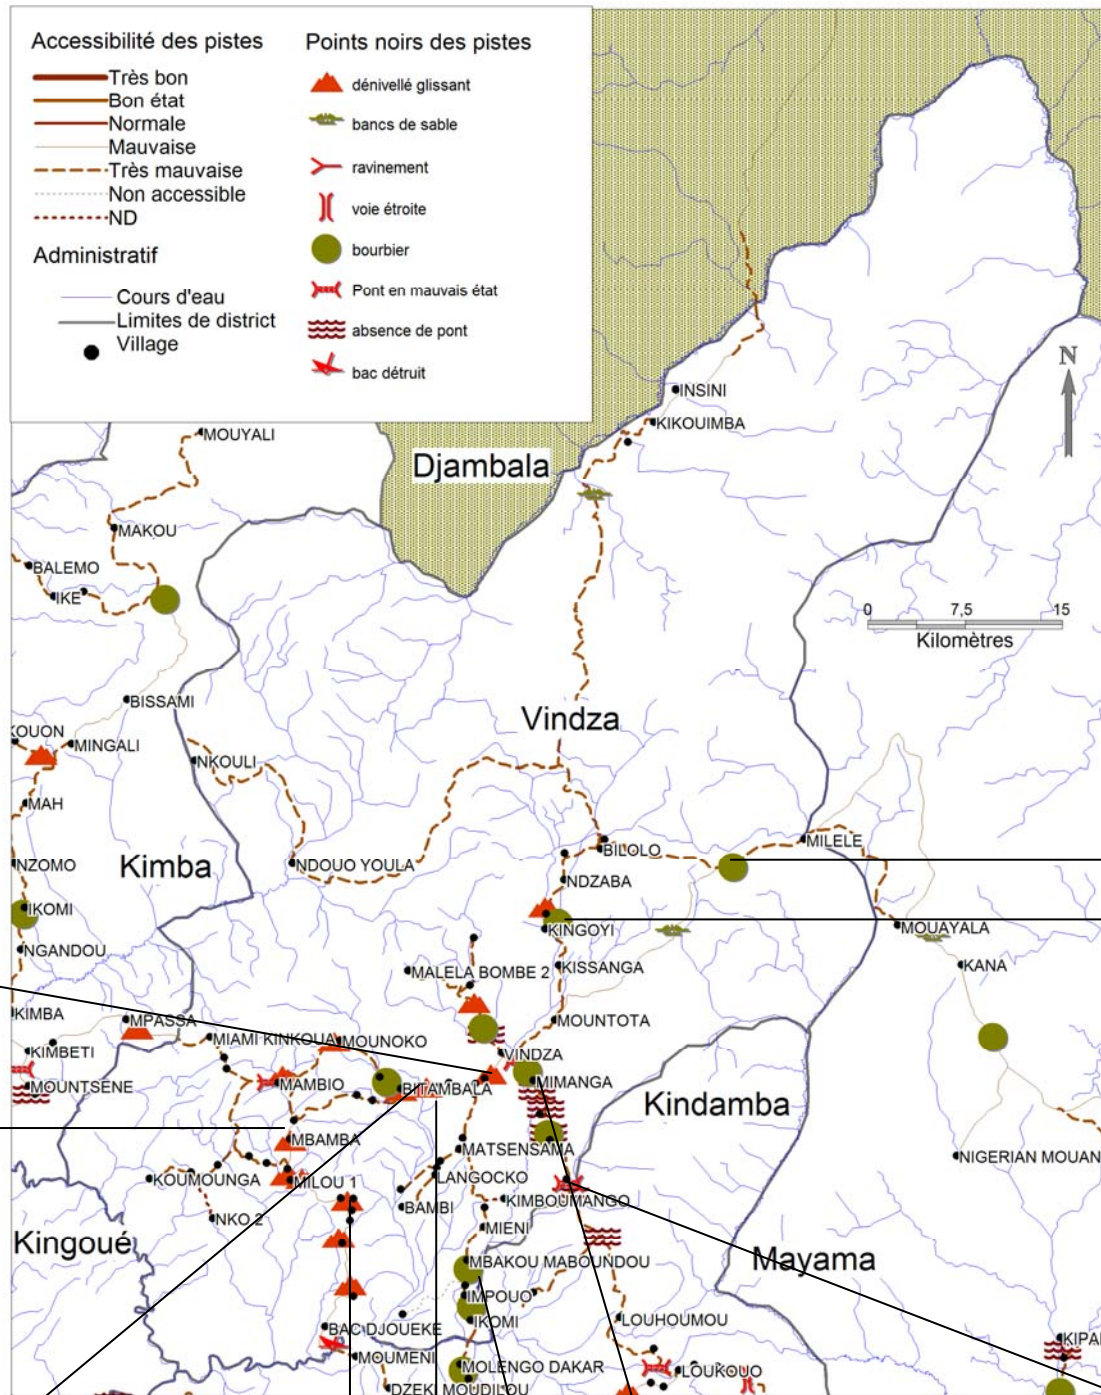 Accessibilité des pistes
Très bon
Bon état
Normale
Mauvaise
Très mauvaise
Non accessible
ND
Administratif
Cours d'eau
Limites de district
Village
Points noirs des pistes
dénivellé glissant
bancs de sable
ravinement
voie étroite
bourbier
Pont en mauvais état
absence de pont
bac détruit
N
INSINI
KIKOUIMBA
MOUYALI
Djambala
MAKOU
BALEMO
IKE
0 7,5 15
Kilomètres
BISSAMI
Vindza
KOUON
MINGALI
NKOULI
MAH
MILELE
BILOLO
NZOMO
Kimba
NDOUO YOULA
NDZABA
IKOMI
KINGOYI
MOUAYALA
NGANDOU
KISSANGA
KANA
MALELA BOMBE 2
KIMBA
MPASSA
MOUNTOTA
MIAMI KINKOUA
MOUNOKO
KIMBETI
VINDZA
MOUNTSENE
MAMBIO
BITAMBALA
MIMANGA
Kindamba
MBAMBA
MATSENSAMA
NIGERIAN MOUAN
KOUMOUNGA
MILOU 1
LANGOCKO
KIMBOUMANGO
BAMBI
NKO 2
MIENI
Kingoué
MBAKOU MABOUNDOU
Mayama
IMPOUO
IKOMI
LOUHOUMOU
BAC DJOUEKE
KIPAI
MOUMENI
MOLENGO DAKAR
LOUKOUO
DZEKI MOUDILOU